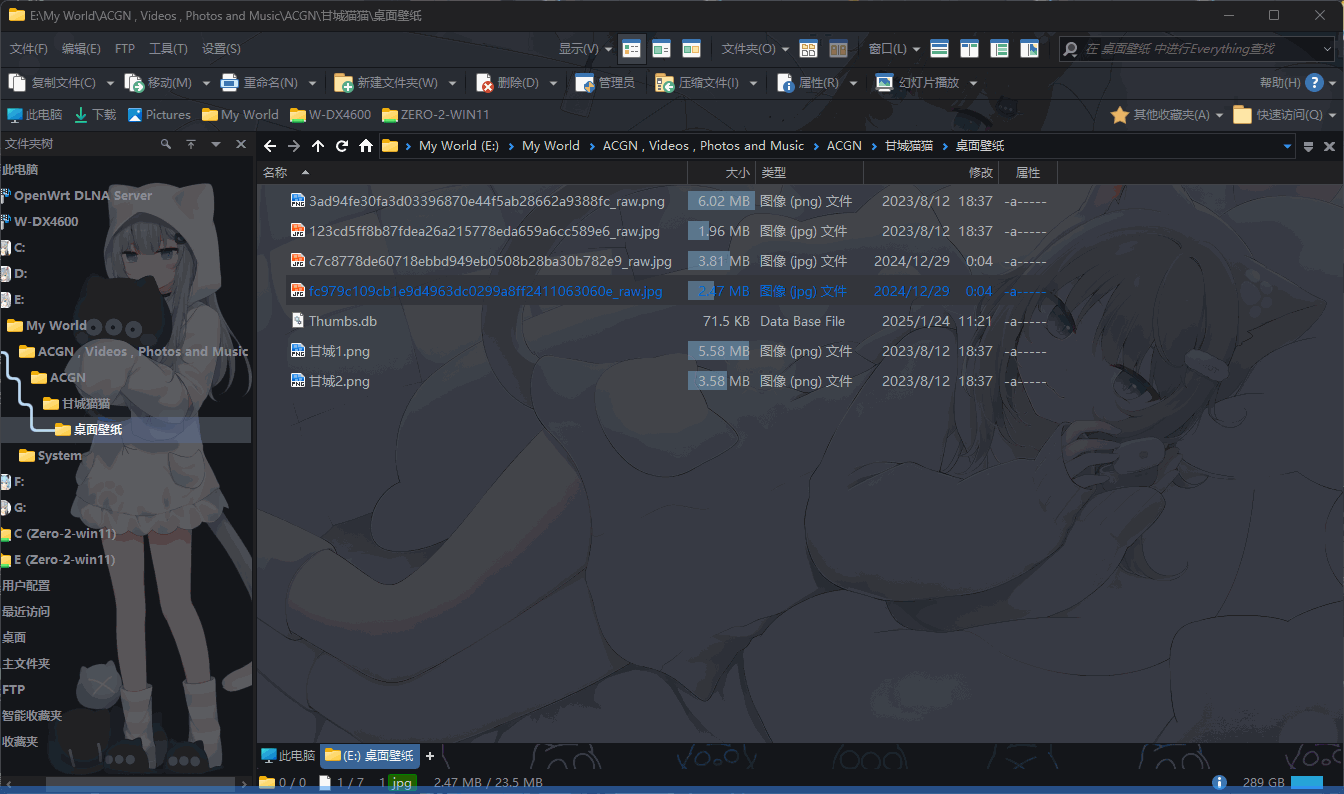 E:\My World\ACGN , Videos , Photos and Music\ACGN\甘城猫猫\桌面壁纸
文件(F) 编辑(E) FTP 工具(T) 设置(S) 显示(V) 文件夹(O) 窗口(L) 在 桌面壁纸 中进行Everything查找
复制文件(C) 移动(M) 重命名(N) 新建文件夹(W) 删除(D) 管理员 压缩文件(I) 属性(R) 幻灯片播放 帮助(H)
此电脑 下载 Pictures My World W-DX4600 ZERO-2-WIN11 其他收藏夹(A) 快速访问(Q)
文件夹树
此电脑
OpenWrt DLNA Server
W-DX4600
C:
D:
E:
My World
ACGN , Videos , Photos and Music
ACGN
甘城猫猫
桌面壁纸
System
F:
G:
C (Zero-2-win11)
E (Zero-2-win11)
用户配置
最近访问
桌面
主文件夹
FTP
智能收藏夹
收藏夹
My World (E:) My World ACGN , Videos , Photos and Music ACGN 甘城猫猫 桌面壁纸
名称 大小 类型 修改 属性
3ad94fe30fa3d03396870e44f5ab28662a9388fc_raw.png 6.02 MB 图像 (png) 文件 2023/8/12 18:37 -a-----
123cd5ff8b87fdea26a215778eda659a6cc589e6_raw.jpg 1.96 MB 图像 (jpg) 文件 2023/8/12 18:37 -a-----
c7c8778de60718ebbd949eb0508b28ba30b782e9_raw.jpg 3.81 MB 图像 (jpg) 文件 2024/12/29 0:04 -a-----
fc979c109cb1e9d4963dc0299a8ff2411063060e_raw.jpg 2.47 MB 图像 (jpg) 文件 2024/12/29 0:04 -a-----
Thumbs.db 71.5 KB Data Base File 2025/1/24 11:21 -a-----
甘城1.png 5.58 MB 图像 (png) 文件 2023/8/12 18:37 -a-----
甘城2.png 3.58 MB 图像 (png) 文件 2023/8/12 18:37 -a-----
此电脑 (E:) 桌面壁纸 +
0 / 0 1 / 7 1 jpg 2.47 MB / 23.5 MB 289 GB